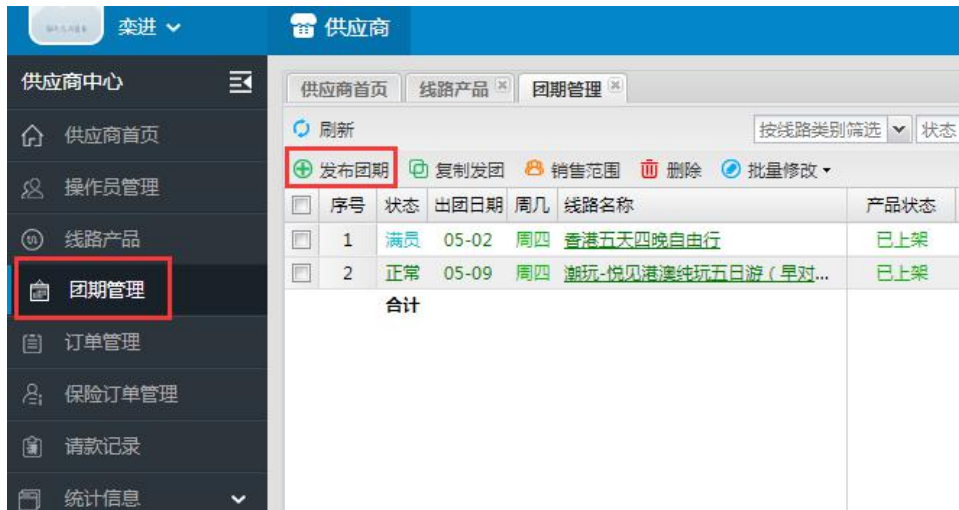 栾进
供应商
供应商中心
供应商首页
操作员管理
线路产品
团期管理
订单管理
保险订单管理
请款记录
统计信息
供应商首页 线路产品 团期管理
刷新 按线路类别筛选 状态
发布团期 复制发团 销售范围 删除 批量修改
序号 状态 出团日期 周几 线路名称 产品状态
1 满员 05-02 周四 香港五天四晚自由行 已上架
2 正常 05-09 周四 潮玩-悦见港澳纯玩五日游（早对... 已上架
合计